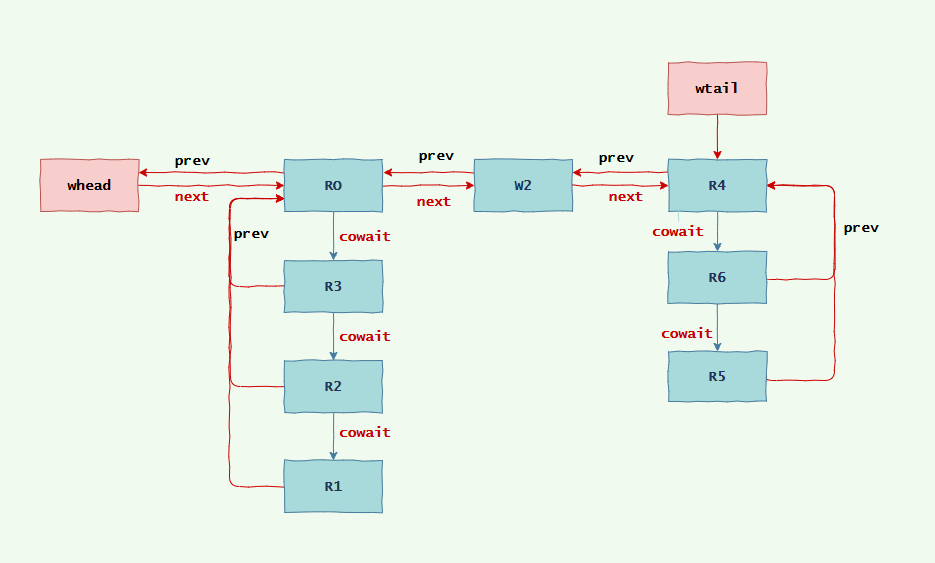 wtail
prev
prev
prev
whead
RO
W2
R4
next
next
next
prev
cowait
cowait
prev
R3
R6
cowait
cowait
R2
R5
cowait
R1